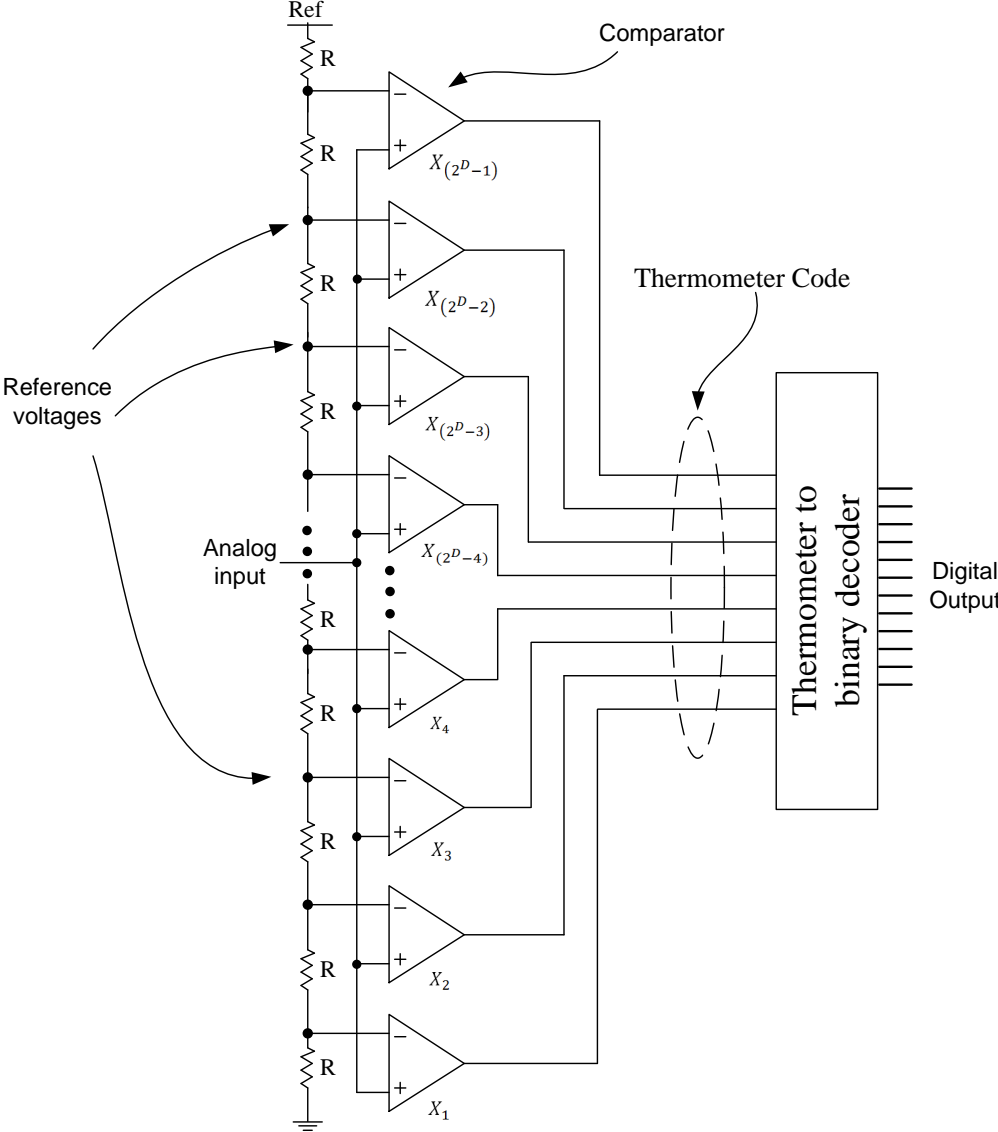 Ref
Comparator
R
−
+
X(2^D−1)
R
−
+
X(2^D−2)
Thermometer Code
R
−
+
X(2^D−3)
Reference
voltages
R
−
+
X(2^D−4)
Analog
input
Thermometer to
binary decoder
Digital
Output
R
−
+
X4
R
−
+
X3
R
−
+
X2
R
−
+
X1
R